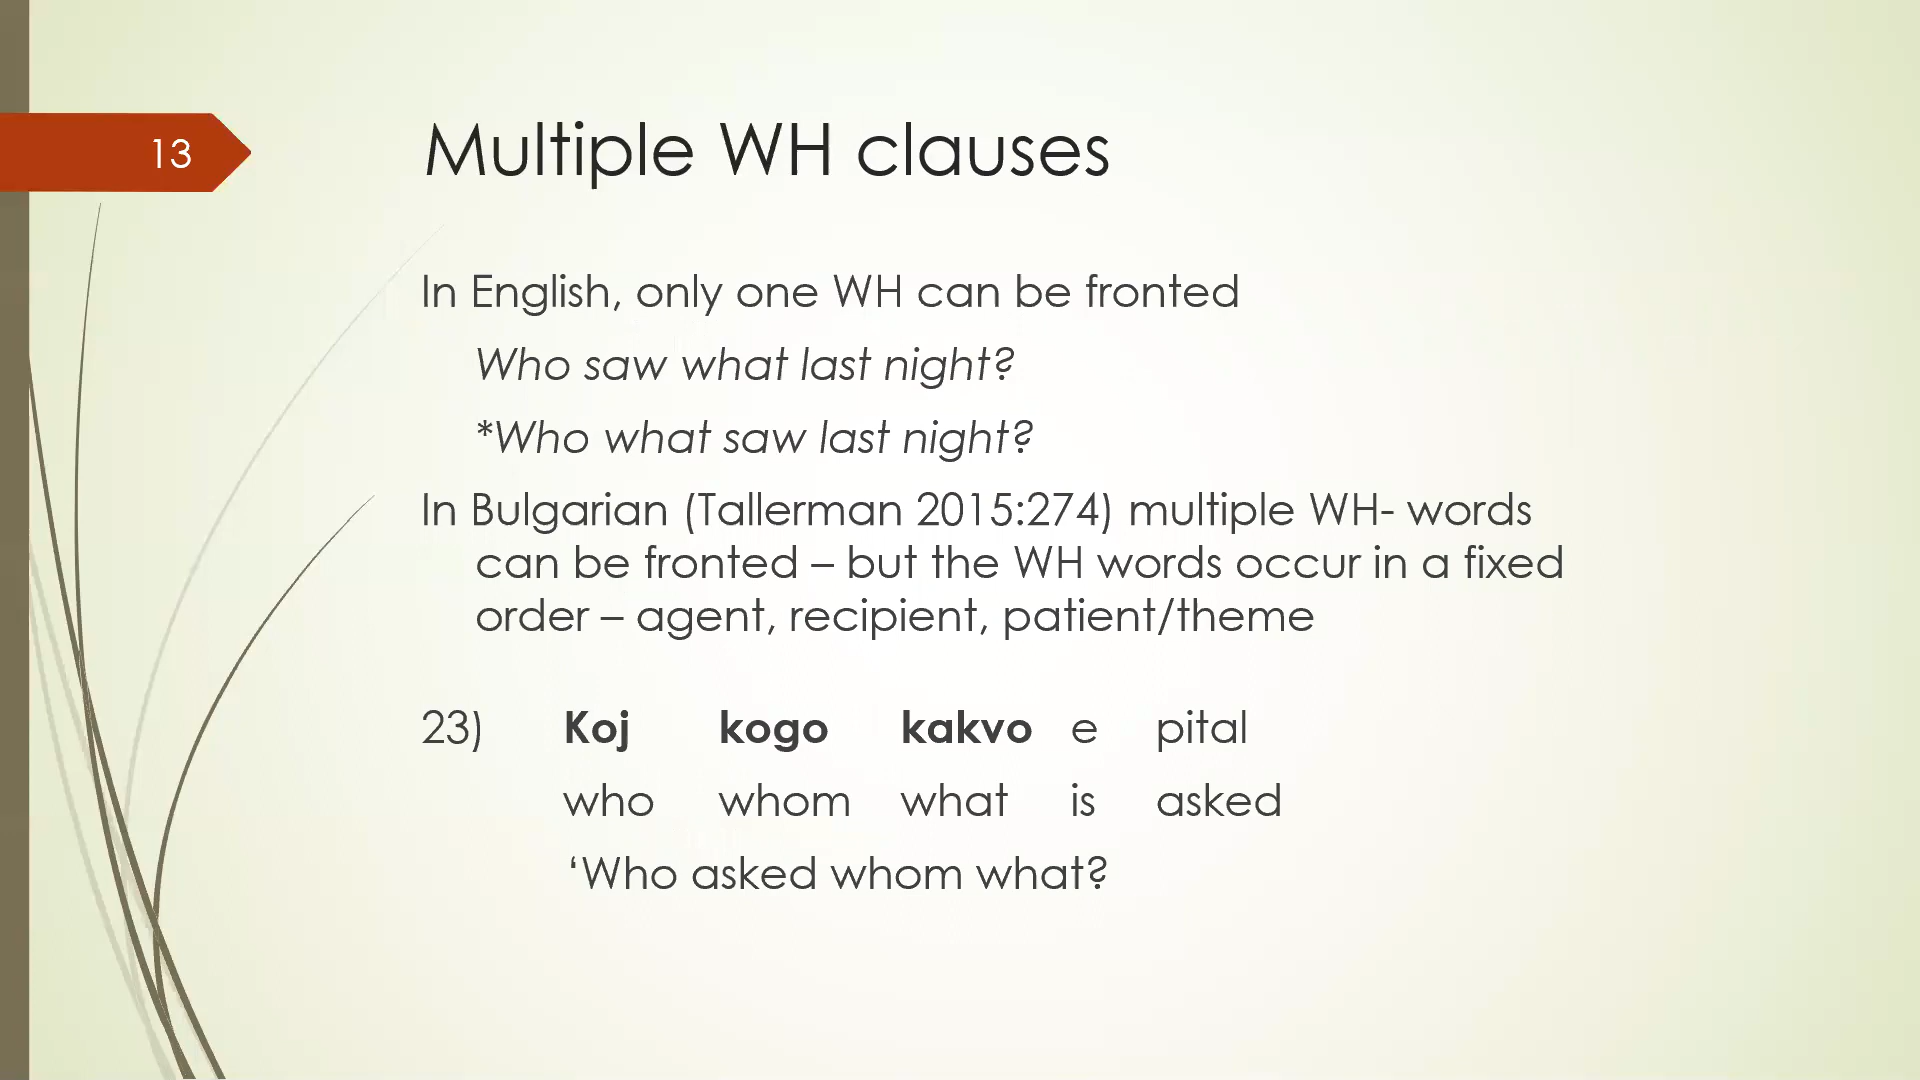 13
Multiple WH clauses
In English, only one WH can be fronted
Who saw what last night?
*Who what saw last night?
In Bulgarian (Tallerman 2015:274) multiple WH- words
can be fronted – but the WH words occur in a fixed
order – agent, recipient, patient/theme
23) Koj kogo kakvo e pital
who whom what is asked
‘Who asked whom what?